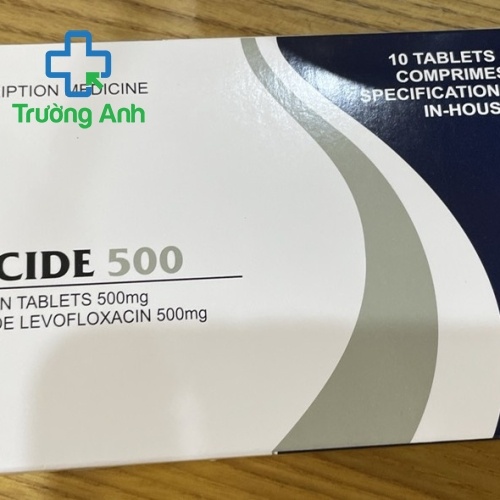 IPTION MEDICINE
Trường Anh
10 TABLETS
COMPRIMES
SPECIFICATION
IN-HOUS
CIDE 500
N TABLETS 500mg
DE LEVOFLOXACIN 500mg